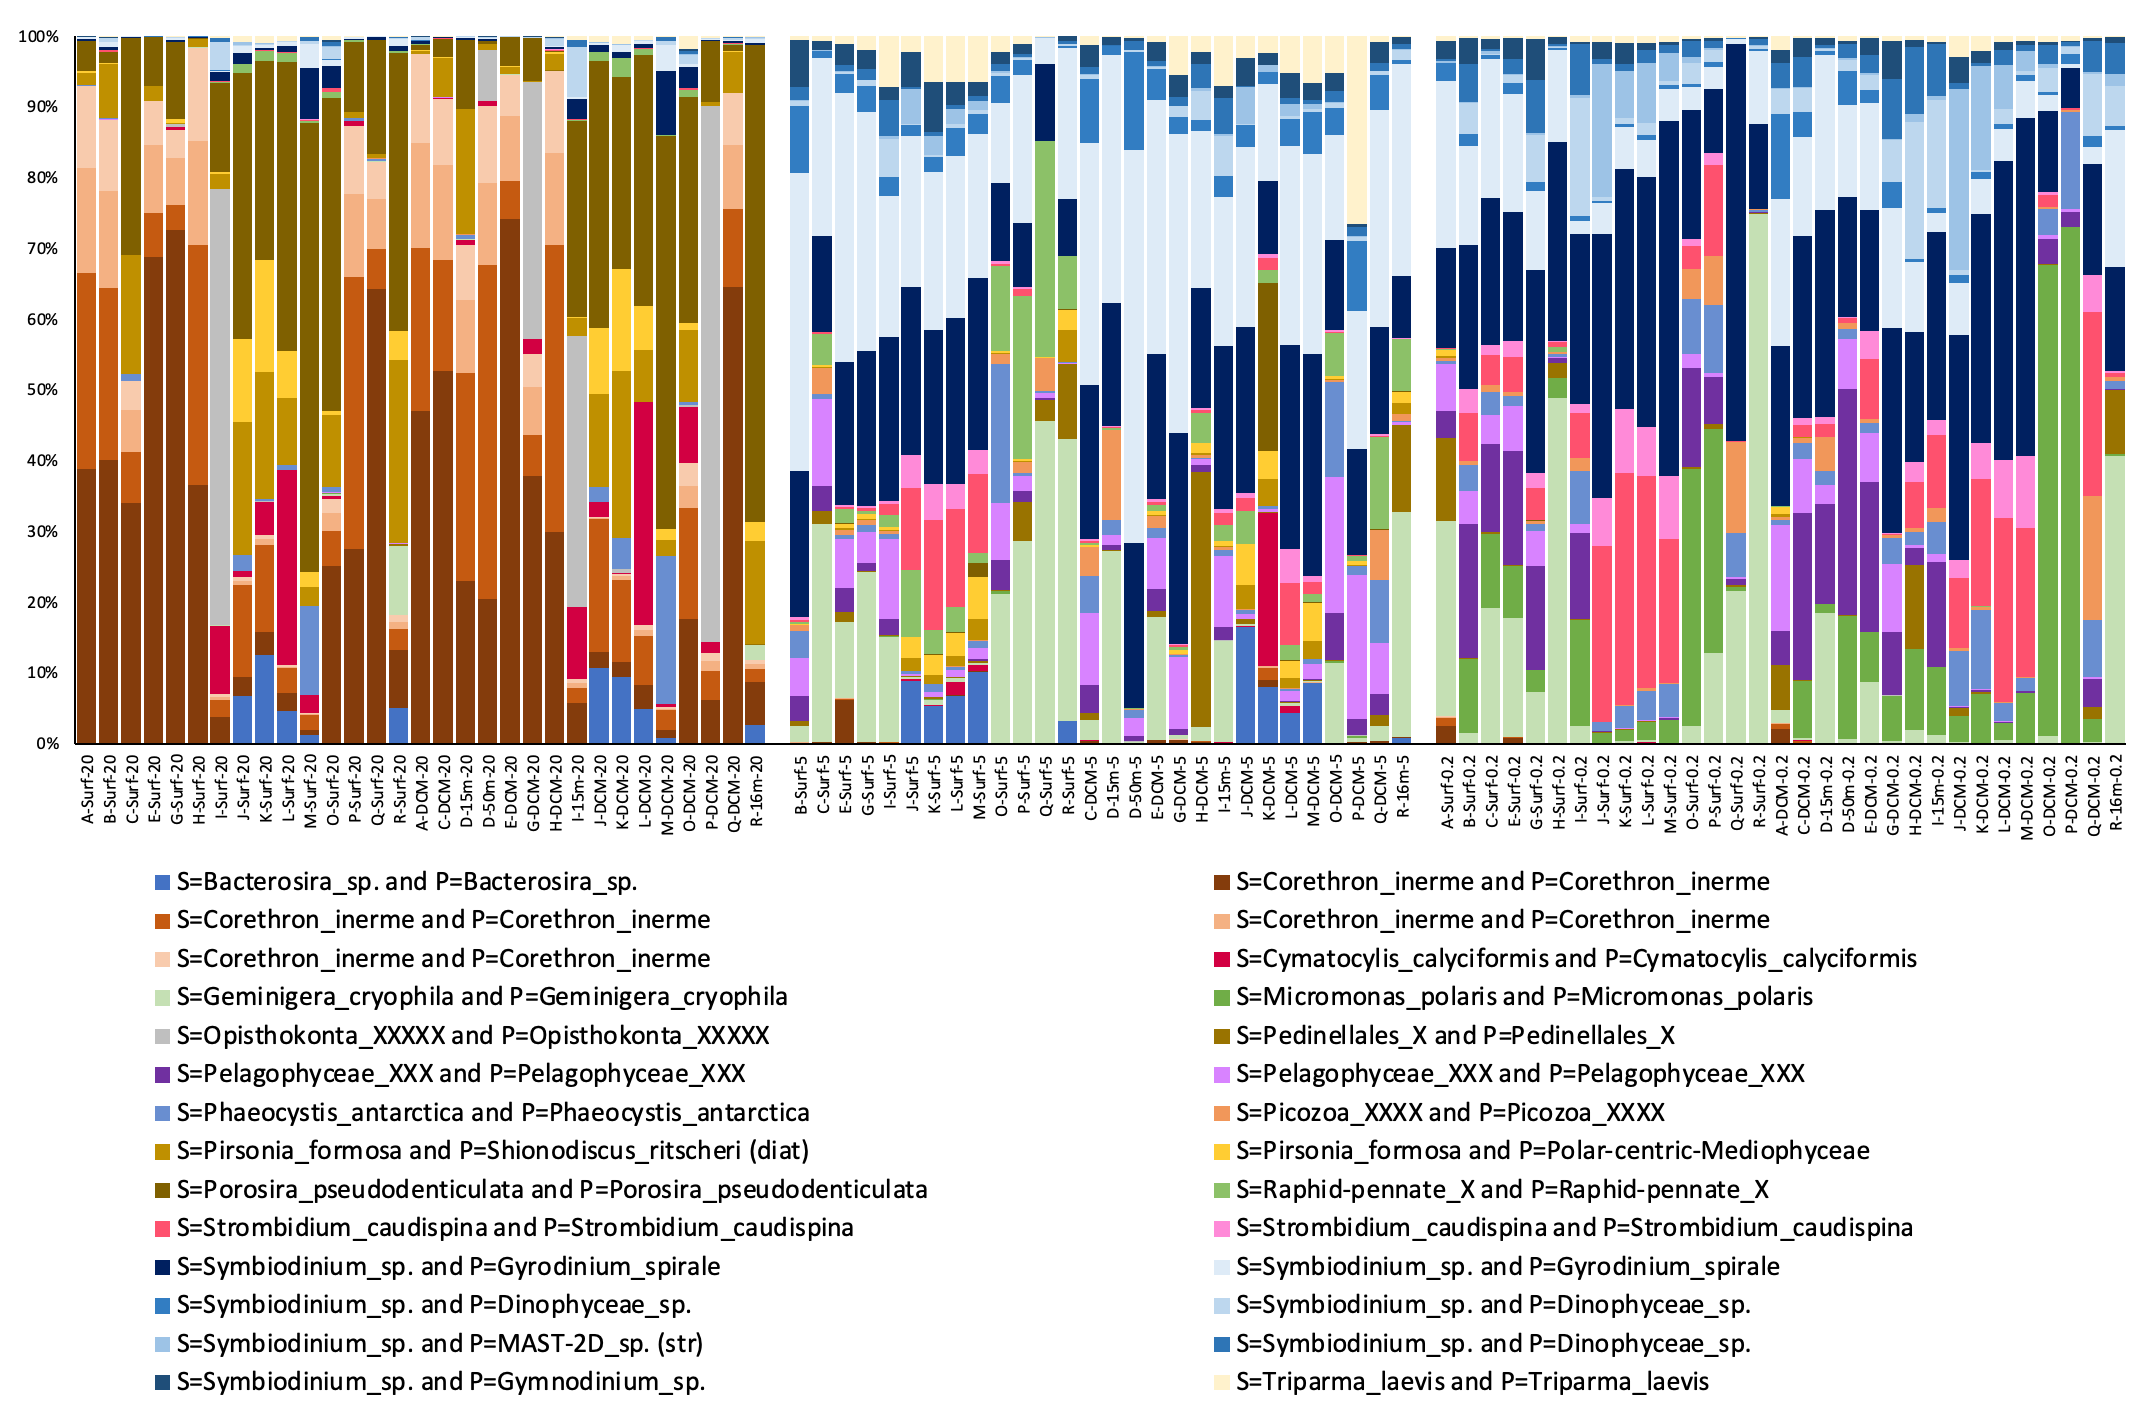 100%
90%
80%
70%
60%
50%
40%
30%
20%
10%
0%
A-Surf-20
B-Surf-20
C-Surf-20
E-Surf-20
G-Surf-20
H-Surf-20
I-Surf-20
J-Surf-20
K-Surf-20
L-Surf-20
M-Surf-20
O-Surf-20
P-Surf-20
Q-Surf-20
R-Surf-20
A-DCM-20
C-DCM-20
D-15m-20
D-50m-20
E-DCM-20
G-DCM-20
H-DCM-20
I-15m-20
J-DCM-20
K-DCM-20
L-DCM-20
M-DCM-20
O-DCM-20
P-DCM-20
Q-DCM-20
R-16m-20
B-Surf-5
C-Surf-5
E-Surf-5
G-Surf-5
I-Surf-5
J-Surf-5
K-Surf-5
L-Surf-5
M-Surf-5
O-Surf-5
P-Surf-5
Q-Surf-5
R-Surf-5
C-DCM-5
D-15m-5
D-50m-5
E-DCM-5
G-DCM-5
H-DCM-5
I-15m-5
J-DCM-5
K-DCM-5
L-DCM-5
M-DCM-5
O-DCM-5
P-DCM-5
Q-DCM-5
R-16m-5
A-Surf-0.2
B-Surf-0.2
C-Surf-0.2
E-Surf-0.2
G-Surf-0.2
H-Surf-0.2
I-Surf-0.2
J-Surf-0.2
K-Surf-0.2
L-Surf-0.2
M-Surf-0.2
O-Surf-0.2
P-Surf-0.2
Q-Surf-0.2
R-Surf-0.2
A-DCM-0.2
C-DCM-0.2
D-15m-0.2
D-50m-0.2
E-DCM-0.2
G-DCM-0.2
H-DCM-0.2
I-15m-0.2
J-DCM-0.2
K-DCM-0.2
L-DCM-0.2
M-DCM-0.2
O-DCM-0.2
P-DCM-0.2
Q-DCM-0.2
R-16m-0.2
S=Bacterosira_sp. and P=Bacterosira_sp.
S=Corethron_inerme and P=Corethron_inerme
S=Corethron_inerme and P=Corethron_inerme
S=Corethron_inerme and P=Corethron_inerme
S=Corethron_inerme and P=Corethron_inerme
S=Cymatocylis_calyciformis and P=Cymatocylis_calyciformis
S=Geminigera_cryophila and P=Geminigera_cryophila
S=Micromonas_polaris and P=Micromonas_polaris
S=Opisthokonta_XXXXX and P=Opisthokonta_XXXXX
S=Pedinellales_X and P=Pedinellales_X
S=Pelagophyceae_XXX and P=Pelagophyceae_XXX
S=Pelagophyceae_XXX and P=Pelagophyceae_XXX
S=Phaeocystis_antarctica and P=Phaeocystis_antarctica
S=Picozoa_XXXX and P=Picozoa_XXXX
S=Pirsonia_formosa and P=Shionodiscus_ritscheri (diat)
S=Pirsonia_formosa and P=Polar-centric-Mediophyceae
S=Porosira_pseudodenticulata and P=Porosira_pseudodenticulata
S=Raphid-pennate_X and P=Raphid-pennate_X
S=Strombidium_caudispina and P=Strombidium_caudispina
S=Strombidium_caudispina and P=Strombidium_caudispina
S=Symbiodinium_sp. and P=Gyrodinium_spirale
S=Symbiodinium_sp. and P=Gyrodinium_spirale
S=Symbiodinium_sp. and P=Dinophyceae_sp.
S=Symbiodinium_sp. and P=Dinophyceae_sp.
S=Symbiodinium_sp. and P=MAST-2D_sp. (str)
S=Symbiodinium_sp. and P=Dinophyceae_sp.
S=Symbiodinium_sp. and P=Gymnodinium_sp.
S=Triparma_laevis and P=Triparma_laevis